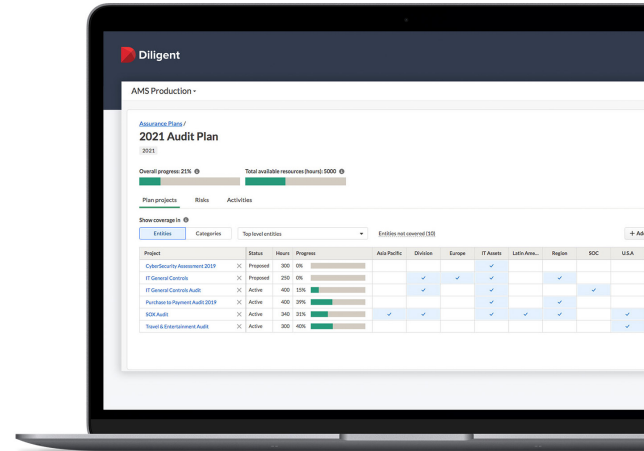 Diligent
AMS Production
Assurance Plans /
2021 Audit Plan
2021
Overall progress: 21% Total available resources (hours): 5000
Plan projects Risks Activities
Show coverage in
Entities Categories Top level entities Entities not covered (10) + Add
Project Status Hours Progress Asia Pacific Division Europe IT Assets Latin Ame... Region SOC U.S.A
CyberSecurity Assessment 2019 Proposed 300 0%
IT General Controls Proposed 250 0%
IT General Controls Audit Active 400 15%
Purchase to Payment Audit 2019 Active 400 39%
SOX Audit Active 340 31%
Travel & Entertainment Audit Active 300 40%